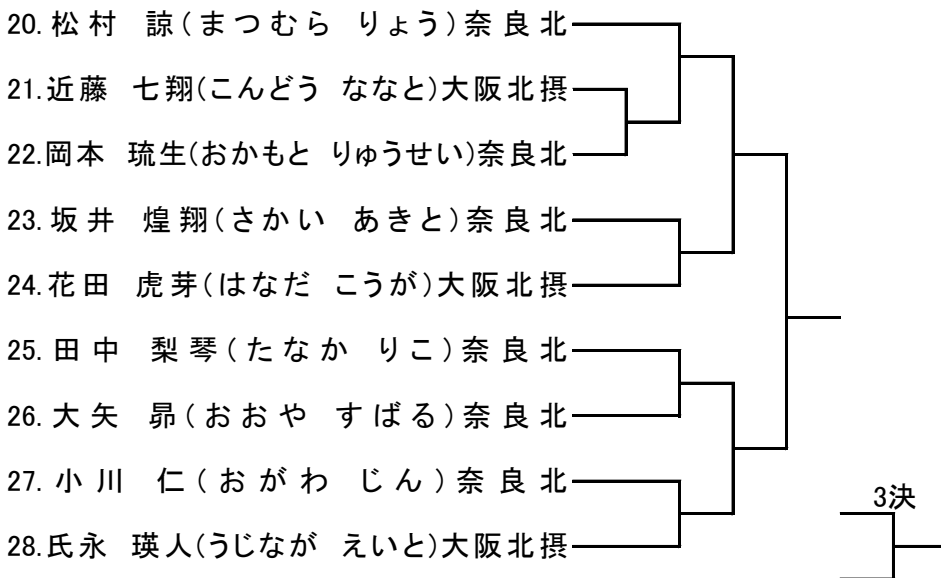 20.松村　諒(まつむら　りょう)奈良北
21.近藤　七翔(こんどう　ななと)大阪北摂
22.岡本　琉生(おかもと　りゅうせい)奈良北
23.坂井　煌翔(さかい　あきと)奈良北
24.花田　虎芽(はなだ　こうが)大阪北摂
25.田中　梨琴(たなか　りこ)奈良北
26.大矢　昴(おおや　すばる)奈良北
27.小川　仁(おがわ　じん)奈良北
3決
28.氏永　瑛人(うじなが　えいと)大阪北摂